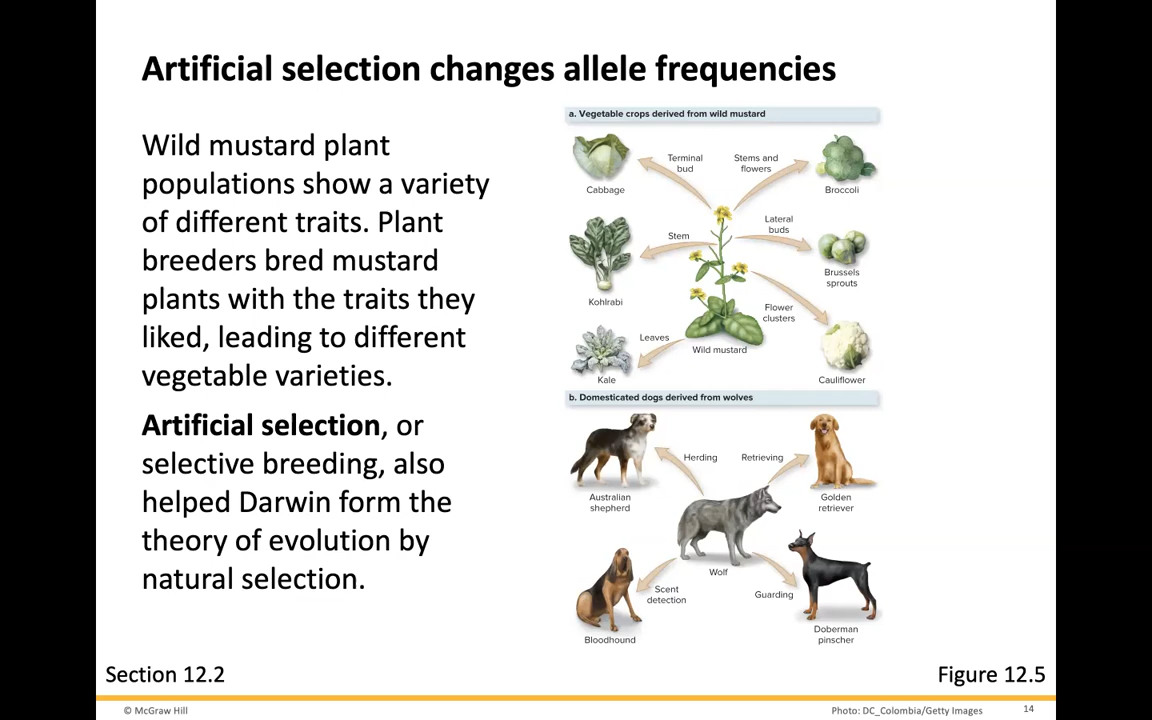 Artificial selection changes allele frequencies
Wild mustard plant
populations show a variety
of different traits. Plant
breeders bred mustard
plants with the traits they
liked, leading to different
vegetable varieties.
Artificial selection, or
selective breeding, also
helped Darwin form the
theory of evolution by
natural selection.
a. Vegetable crops derived from wild mustard
Cabbage
Terminal
bud
Stems and
flowers
Broccoli
Kohlrabi
Stem
Lateral
buds
Brussels
sprouts
Kale
Leaves
Wild mustard
Flower
clusters
Cauliflower
b. Domesticated dogs derived from wolves
Australian
shepherd
Herding
Retrieving
Golden
retriever
Wolf
Bloodhound
Scent
detection
Guarding
Doberman
pinscher
Section 12.2
Figure 12.5
© McGraw Hill
Photo: DC_Colombia/Getty Images
14